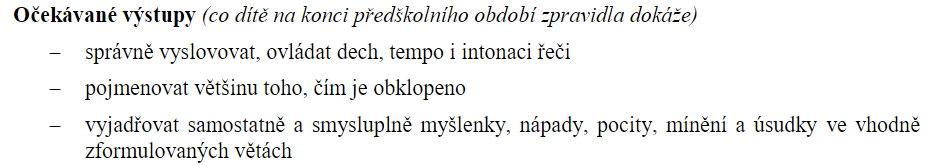 Očekávané výstupy (co dítě na konci předškolního období zpravidla dokáže)
– správně vyslovovat, ovládat dech, tempo i intonaci řeči
– pojmenovat většinu toho, čím je obklopeno
– vyjadřovat samostatně a smysluplně myšlenky, nápady, pocity, mínění a úsudky ve vhodně
zformulovaných větách